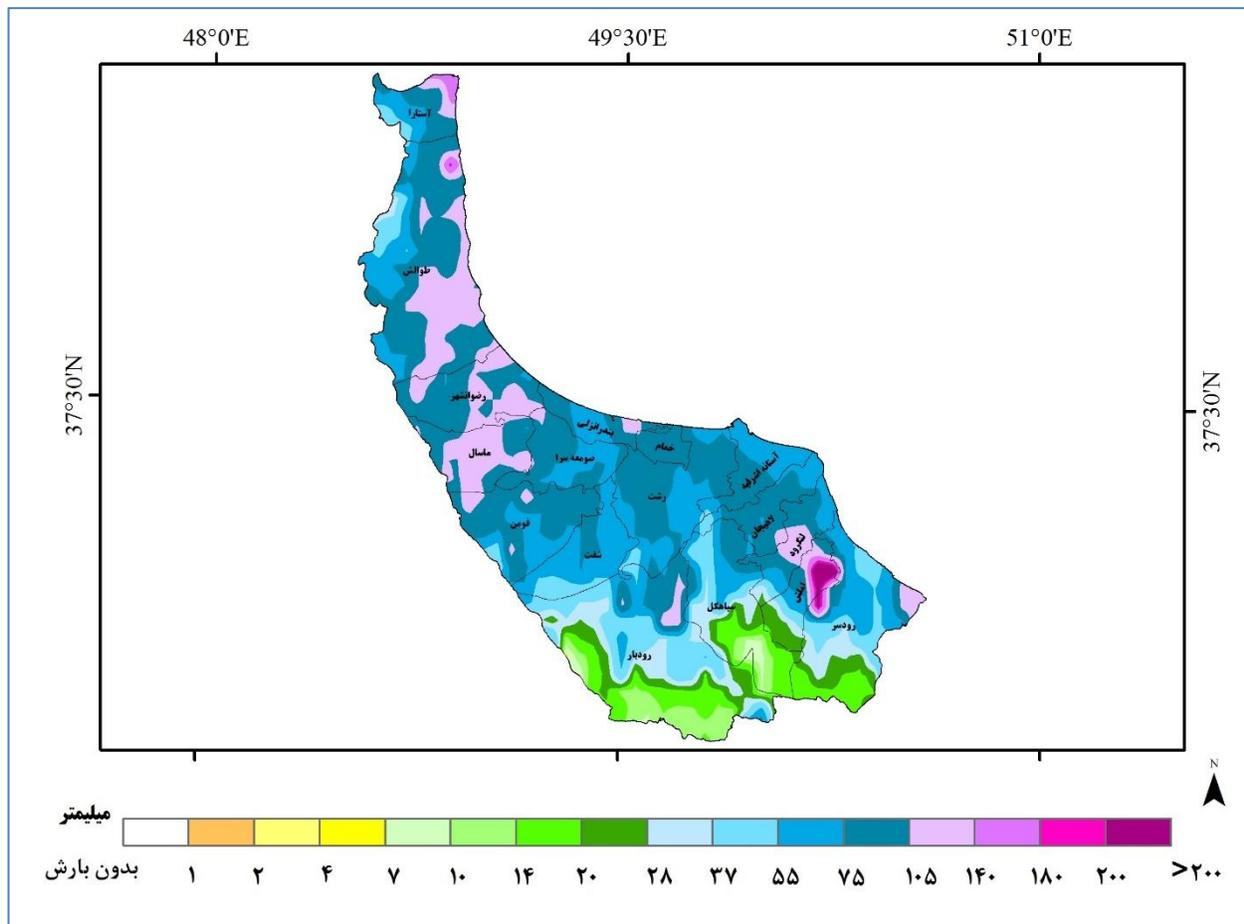 48°0'E 49°30'E 51°0'E
37°30'N 37°30'N
آستارا
طوالش
رضوانشهر
ماسال
بندرانزلی
صومعه سرا
خمام
آستانه اشرفیه
رشت
لاهیجان
لنگرود
فومن
شفت
املش
سیاهکل
رودسر
رودبار
N
میلیمتر
بدون بارش ۱ ۲ ۴ ۷ ۱۰ ۱۴ ۲۰ ۲۸ ۳۷ ۵۵ ۷۵ ۱۰۵ ۱۴۰ ۱۸۰ ۲۰۰ >۲۰۰